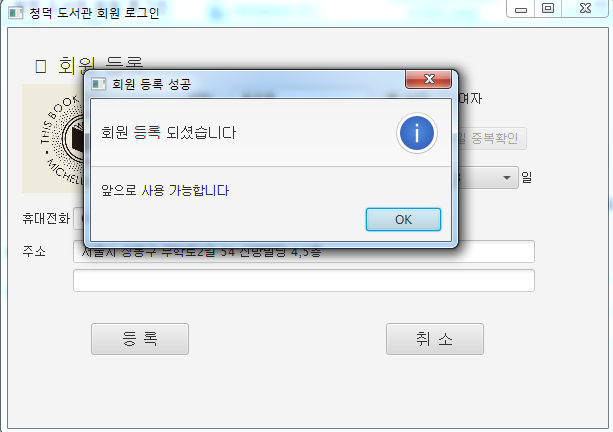 청덕 도서관 회원 로그인
회원 등록
THIS BOOK
회원 등록 성공
여자
회원 등록 되셨습니다
중복확인
앞으로 사용 가능합니다
일
OK
휴대전화
주소
등 록
취 소